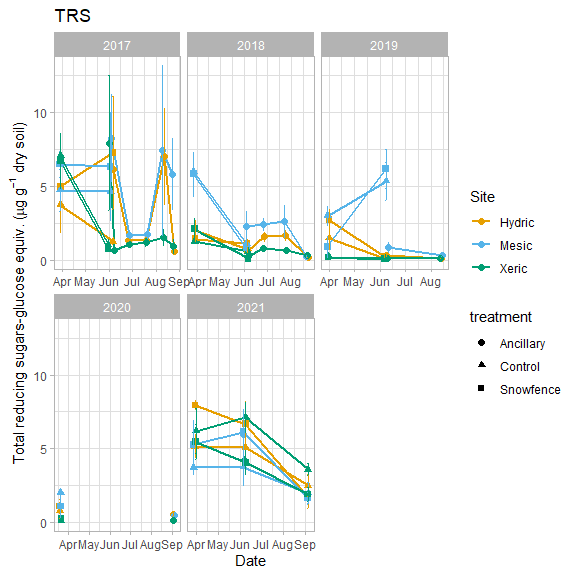 TRS
2017 2018 2019
10
5
0
Apr May Jun Jul Aug Sep Apr May Jun Jul Aug Apr May Jun Jul Aug
2020 2021
10
5
0
Apr May Jun Jul Aug Sep Apr May Jun Jul Aug Sep
Date
Total reducing sugars-glucose equiv. (µg g⁻¹ dry soil)
Site
Hydric
Mesic
Xeric
treatment
Ancillary
Control
Snowfence